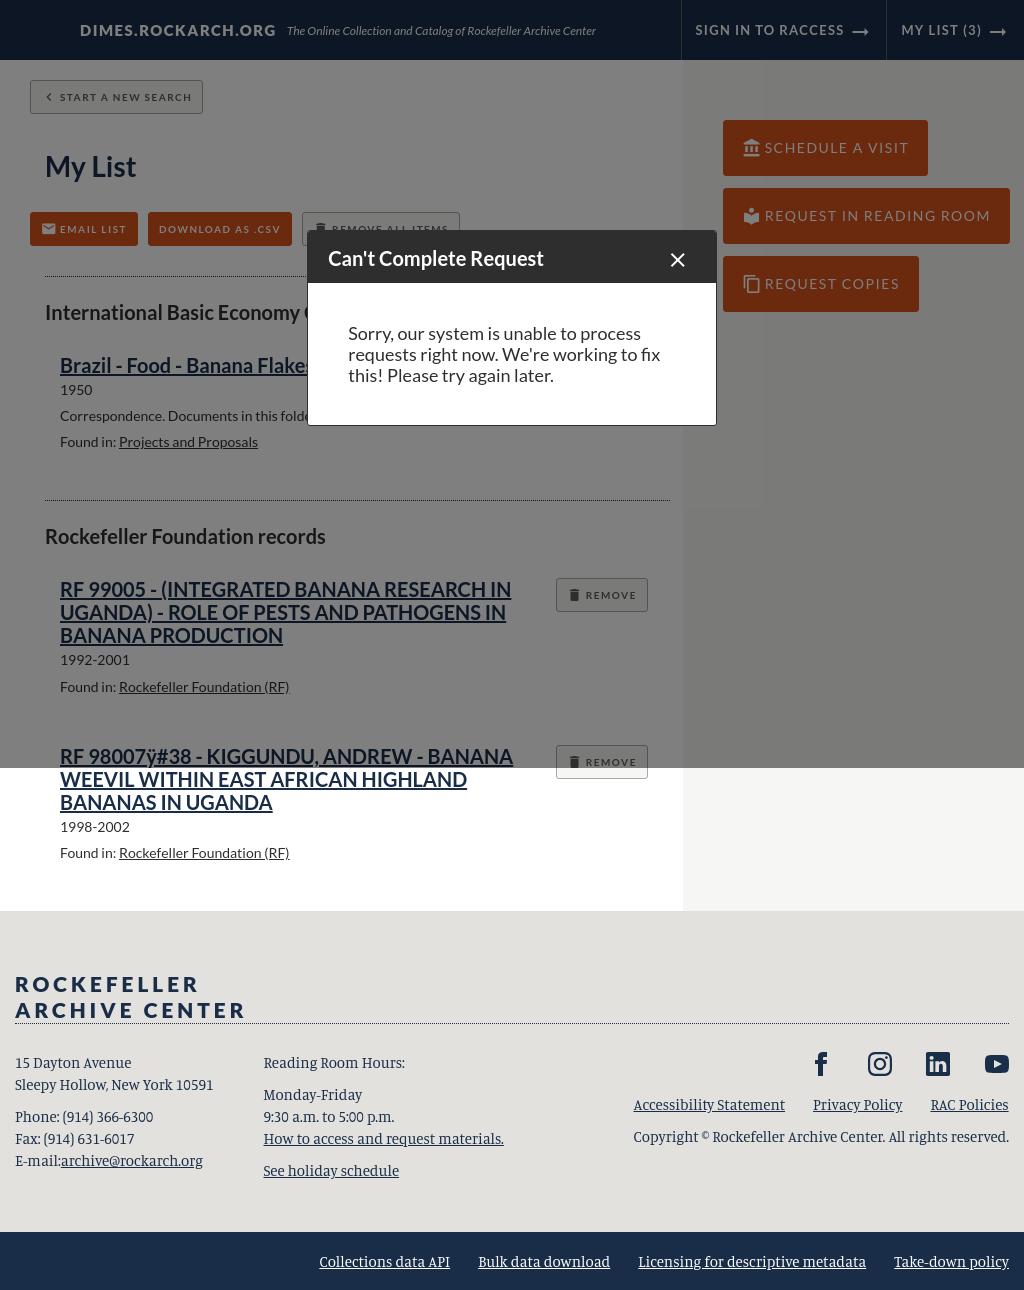 DIMES.ROCKARCH.ORG The Online Collection and Catalog of Rockefeller Archive Center
SIGN IN TO RACCESS
MY LIST (3)
START A NEW SEARCH
My List
EMAIL LIST
DOWNLOAD AS .CSV
REMOVE ALL ITEMS
SCHEDULE A VISIT
REQUEST IN READING ROOM
REQUEST COPIES
Can't Complete Request
Sorry, our system is unable to process
requests right now. We're working to fix
this! Please try again later.
International Basic Economy
Brazil - Food - Banana Flakes
1950
Correspondence. Documents in this folde
Found in: Projects and Proposals
Rockefeller Foundation records
RF 99005 - (INTEGRATED BANANA RESEARCH IN
UGANDA) - ROLE OF PESTS AND PATHOGENS IN
BANANA PRODUCTION
REMOVE
1992-2001
Found in: Rockefeller Foundation (RF)
RF 98007ÿ#38 - KIGGUNDU, ANDREW - BANANA
WEEVIL WITHIN EAST AFRICAN HIGHLAND
BANANAS IN UGANDA
REMOVE
1998-2002
Found in: Rockefeller Foundation (RF)
ROCKEFELLER
ARCHIVE CENTER
15 Dayton Avenue
Sleepy Hollow, New York 10591
Phone: (914) 366-6300
Fax: (914) 631-6017
E-mail:archive@rockarch.org
Reading Room Hours:
Monday-Friday
9:30 a.m. to 5:00 p.m.
How to access and request materials.
See holiday schedule
Accessibility Statement
Privacy Policy
RAC Policies
Copyright © Rockefeller Archive Center. All rights reserved.
Collections data API
Bulk data download
Licensing for descriptive metadata
Take-down policy